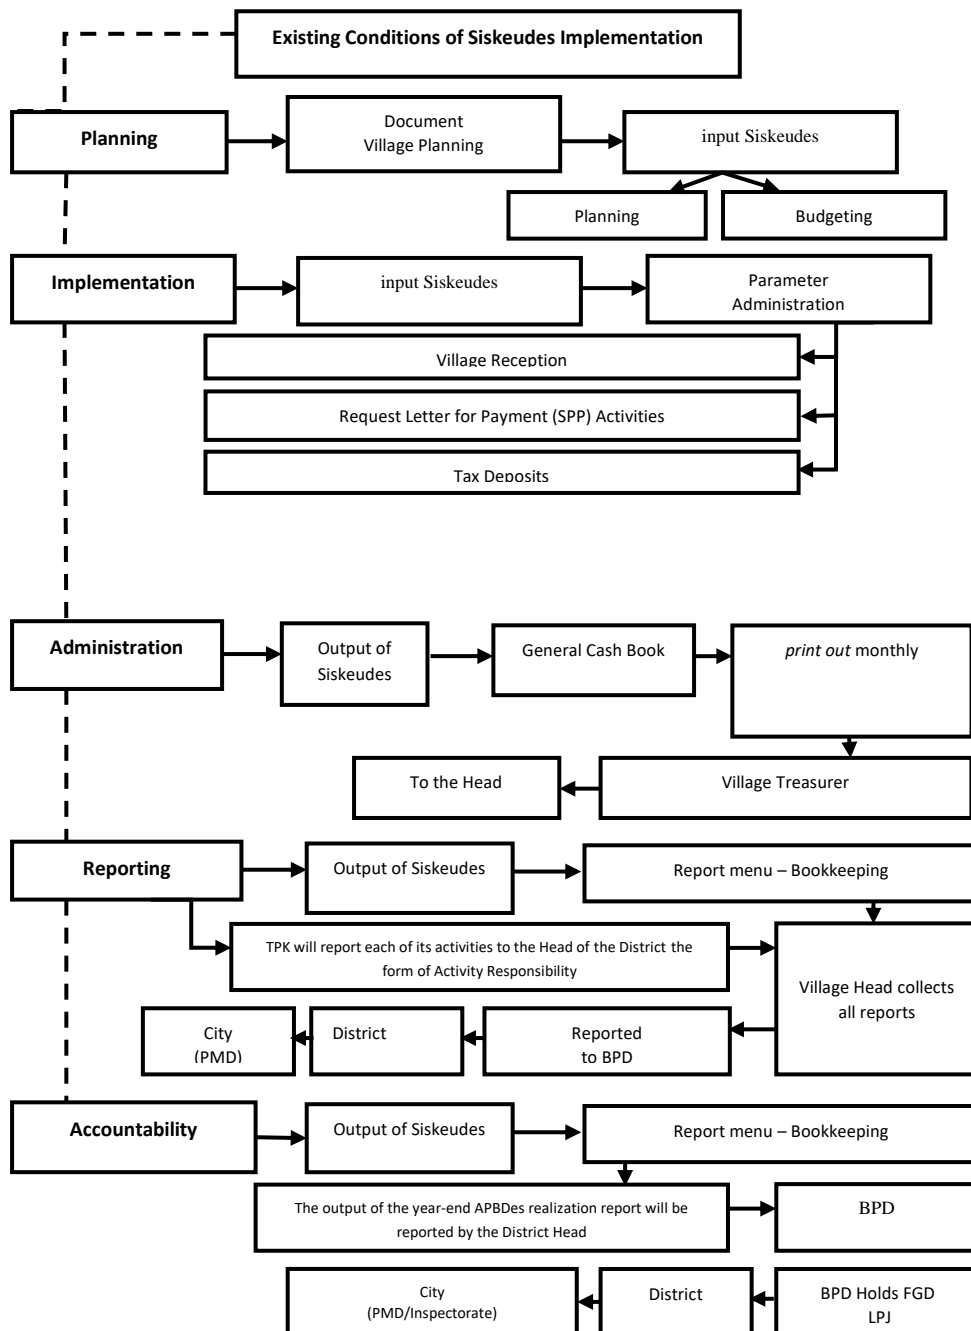 Existing Conditions of Siskeudes Implementation
Planning
Document
Village Planning
input Siskeudes
Planning
Budgeting
Implementation
input Siskeudes
Parameter
Administration
Village Reception
Request Letter for Payment (SPP) Activities
Tax Deposits
Administration
Output of
Siskeudes
General Cash Book
print out monthly
To the Head
Village Treasurer
Reporting
Output of Siskeudes
Report menu – Bookkeeping
TPK will report each of its activities to the Head of the District the
form of Activity Responsibility
Village Head collects
all reports
City
(PMD)
District
Reported
to BPD
Accountability
Output of Siskeudes
Report menu – Bookkeeping
The output of the year-end APBDes realization report will be
reported by the District Head
BPD
City
(PMD/Inspectorate)
District
BPD Holds FGD
LPJ